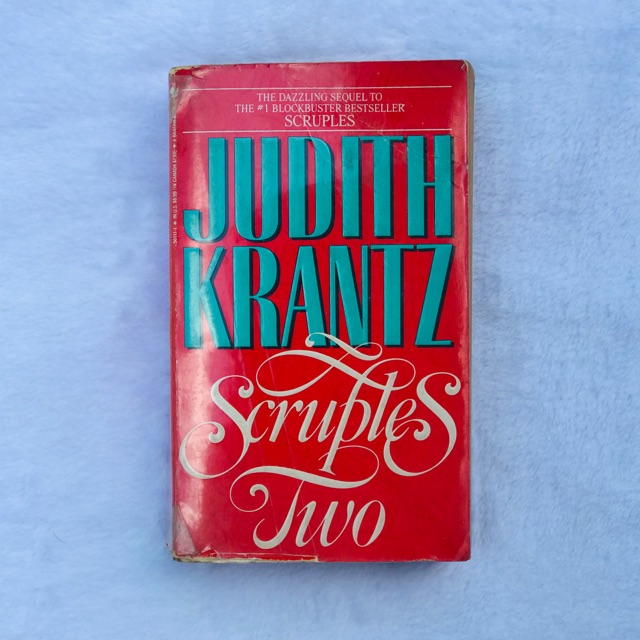 THE DAZZLING SEQUEL TO
THE #1 BLOCKBUSTER BESTSELLER
SCRUPLES
JUDITH
KRANTZ
Scruples
Two